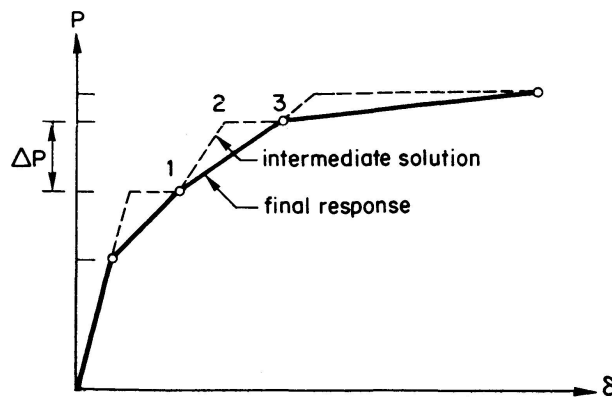 P
2
3
ΔP
1
intermediate solution
final response
δ